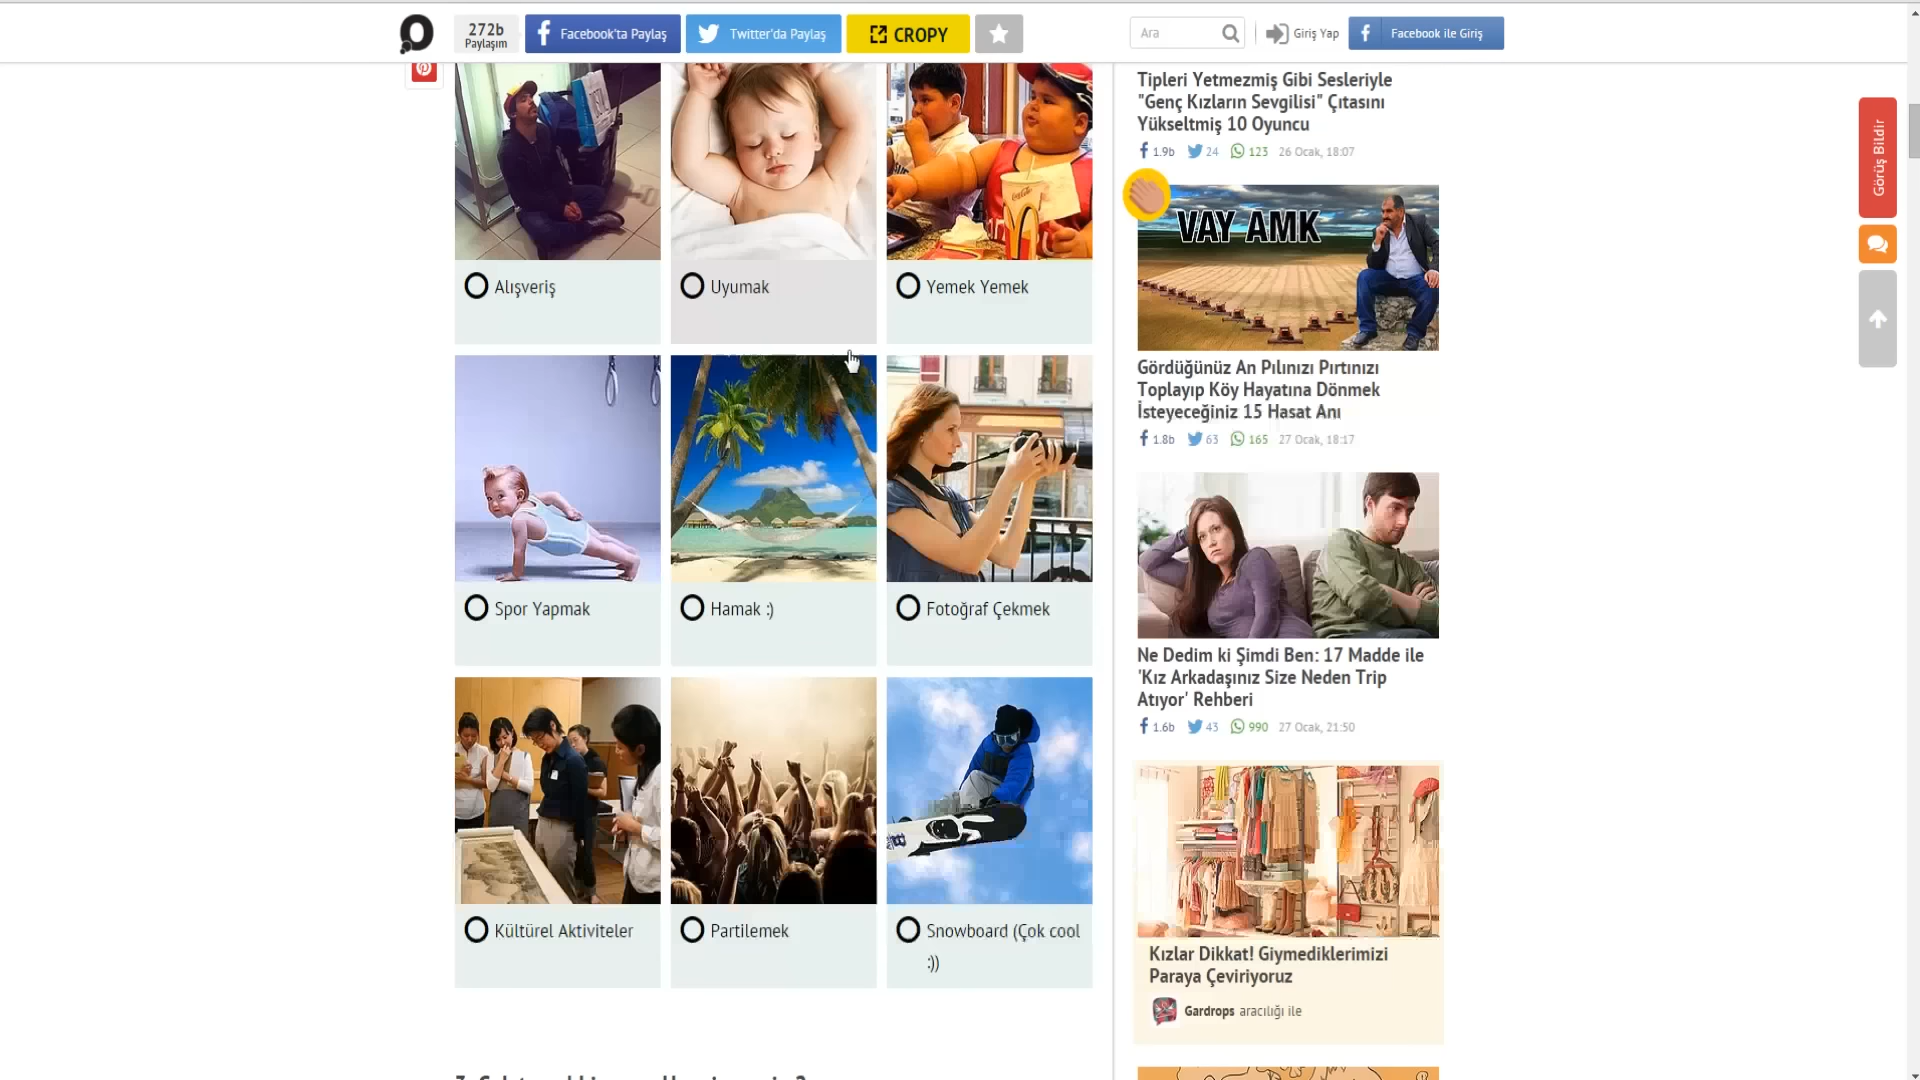 272b
Paylaşım
Facebook'ta Paylaş
Twitter'da Paylaş
CROPY
Ara
Giriş Yap
Facebook ile Giriş
Alışveriş
Uyumak
Yemek Yemek
Spor Yapmak
Hamak :)
Fotoğraf Çekmek
Kültürel Aktiviteler
Partilemek
Snowboard (Çok cool
:))
Tipleri Yetmezmiş Gibi Sesleriyle
"Genç Kızların Sevgilisi" Çıtasını
Yükseltmiş 10 Oyuncu
1.9b 24 123 26 Ocak, 18:07
VAY AMK
Gördüğünüz An Pılınızı Pırtınızı
Toplayıp Köy Hayatına Dönmek
İsteyeceğiniz 15 Hasat Anı
1.8b 63 165 27 Ocak, 18:17
Ne Dedim ki Şimdi Ben: 17 Madde ile
'Kız Arkadaşınız Size Neden Trip
Atıyor' Rehberi
1.6b 43 990 27 Ocak, 21:50
Kızlar Dikkat! Giymediklerimizi
Paraya Çeviriyoruz
Gardrops aracılığı ile
Görüş Bildir